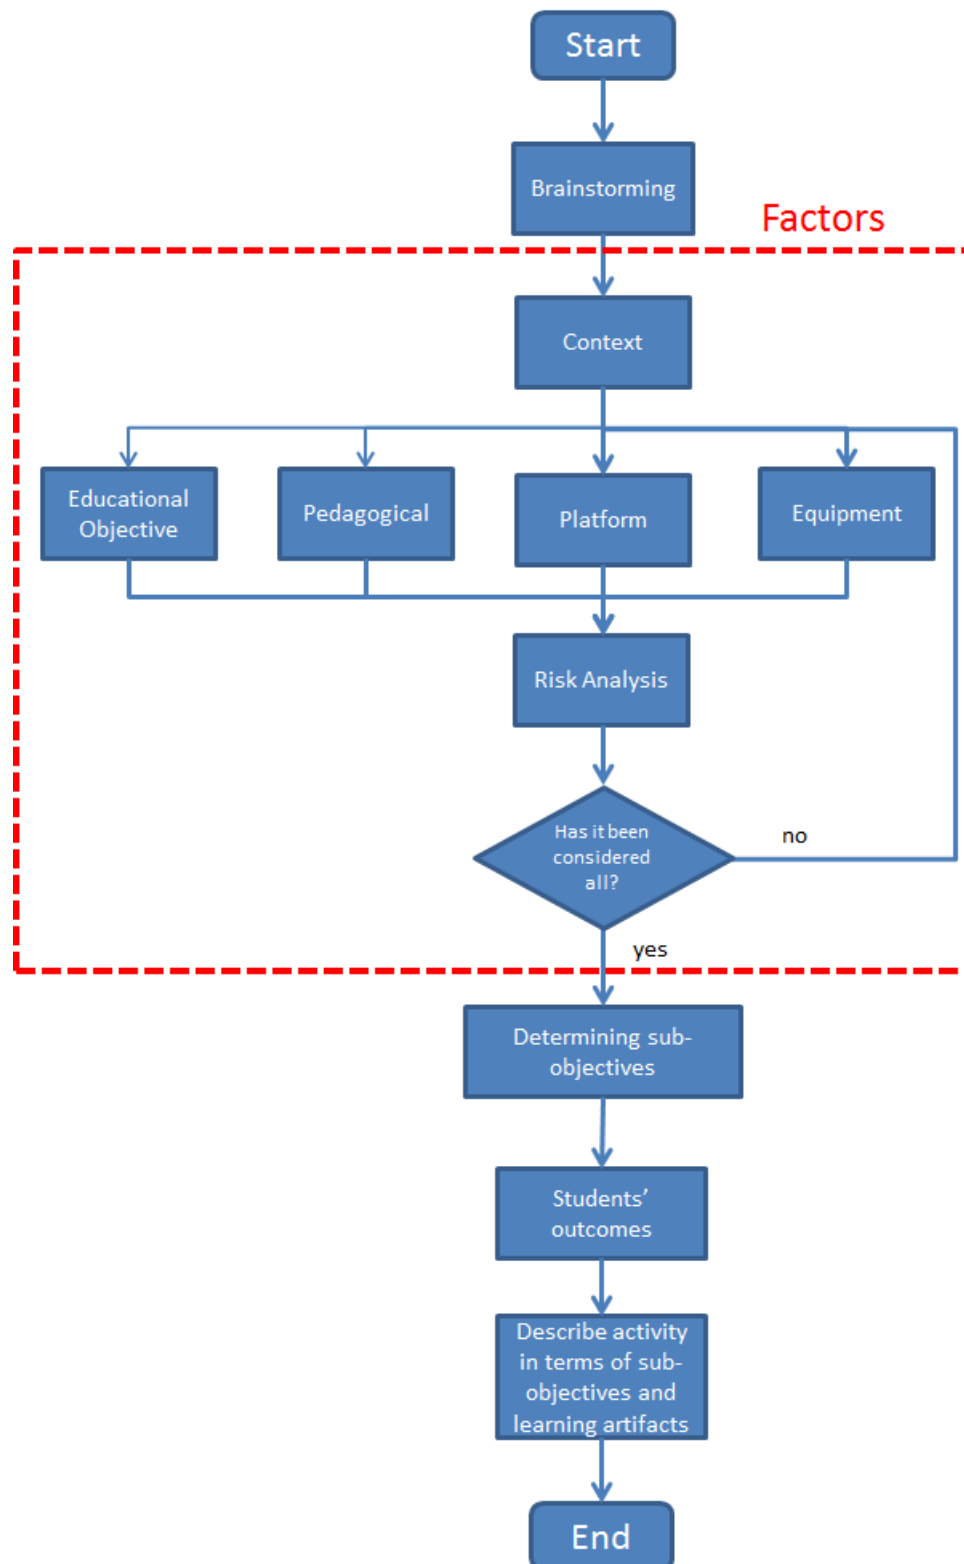 Start
Brainstorming
Factors
Context
Educational
Objective
Pedagogical
Platform
Equipment
Risk Analysis
Has it been
considered
all?
no
yes
Determining sub-
objectives
Students’
outcomes
Describe activity
in terms of sub-
objectives and
learning artifacts
End